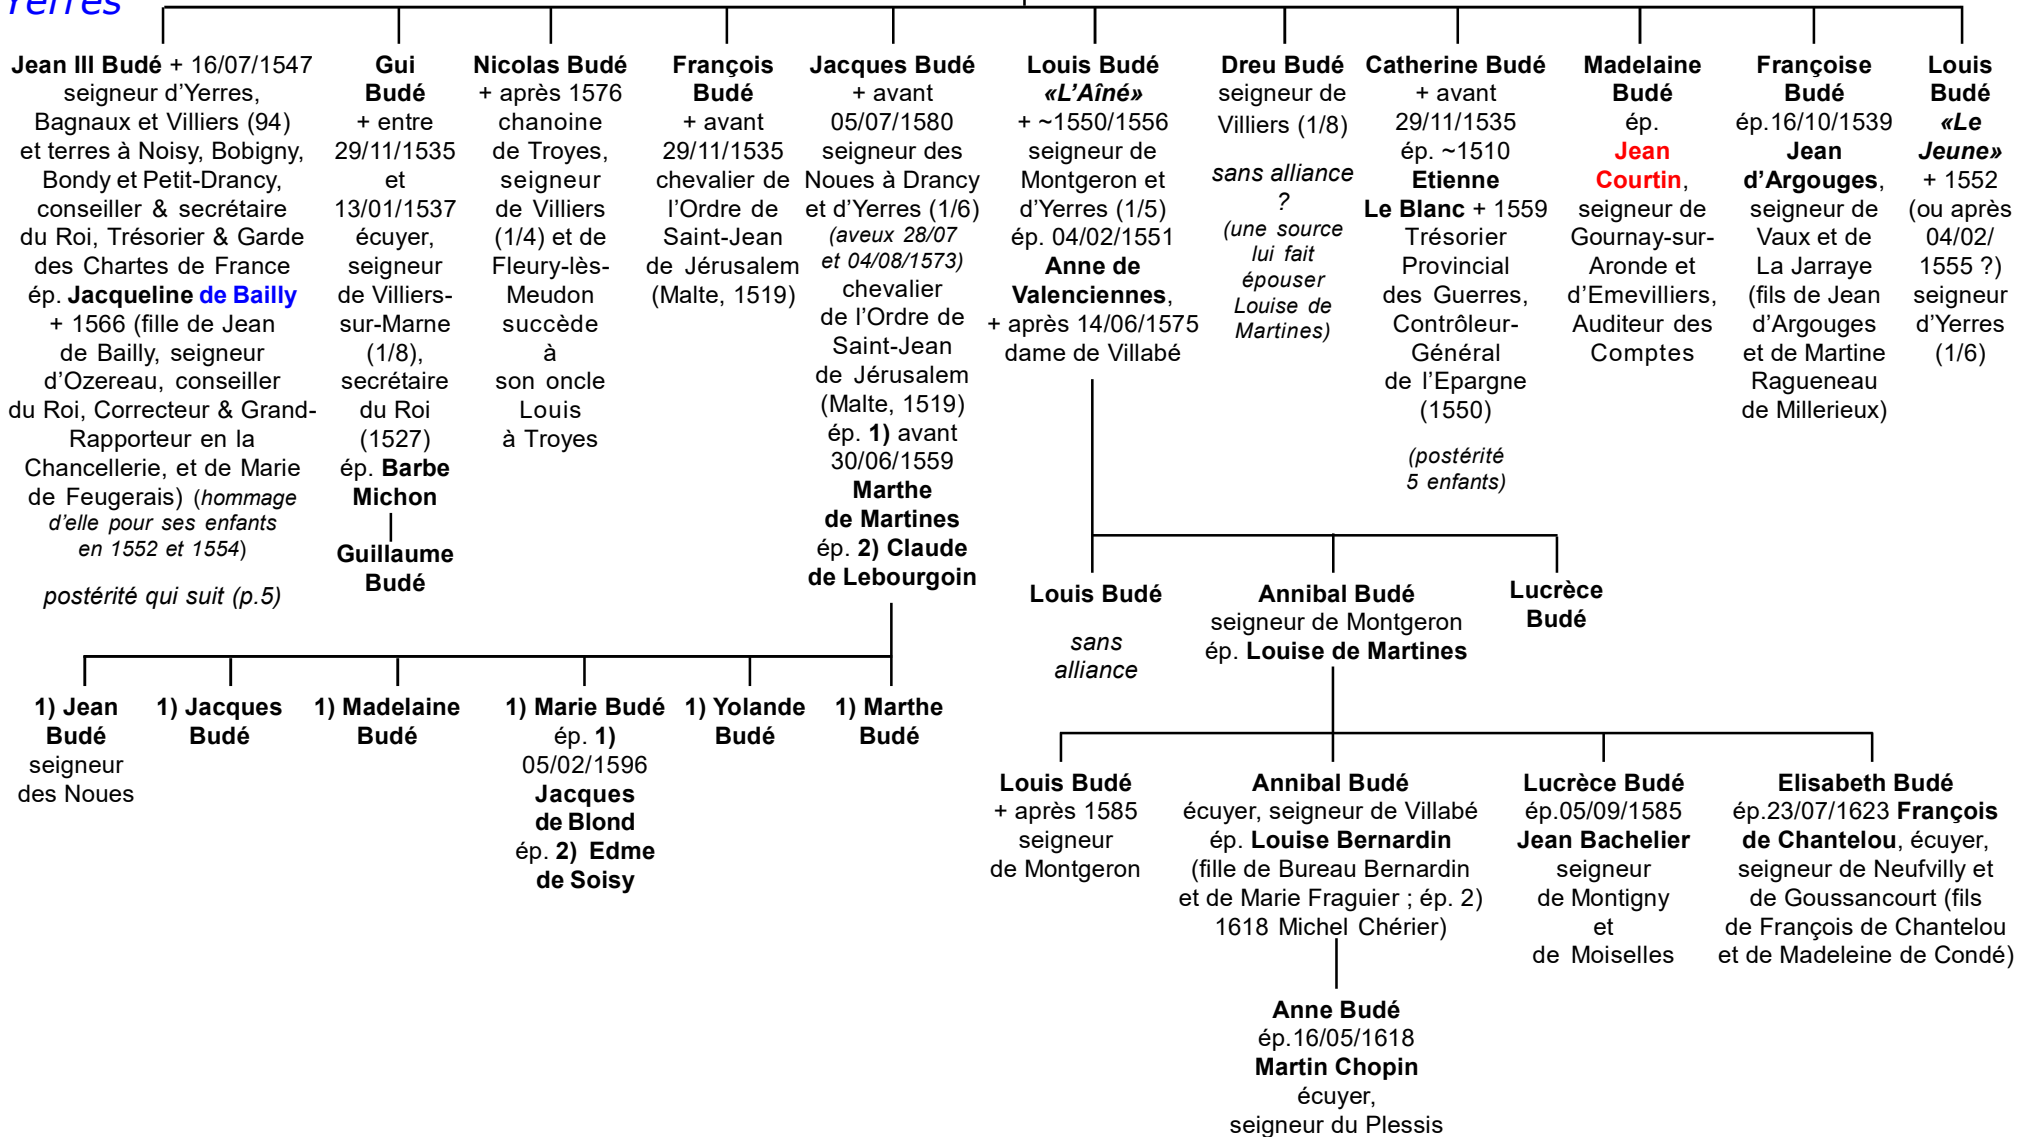 Yerres
Jean III Budé + 16/07/1547
seigneur d’Yerres,
Bagnaux et Villiers (94)
et terres à Noisy, Bobigny,
Bondy et Petit-Drancy,
conseiller & secrétaire
du Roi, Trésorier & Garde
des Chartes de France
ép. Jacqueline de Bailly
+ 1566 (fille de Jean
de Bailly, seigneur
d’Ozereau, conseiller
du Roi, Correcteur & Grand-
Rapporteur en la
Chancellerie, et de Marie
de Feugerais) (hommage
d’elle pour ses enfants
en 1552 et 1554)
postérité qui suit (p.5)
Gui
Budé
+ entre
29/11/1535
et
13/01/1537
écuyer,
seigneur
de Villiers-
sur-Marne
(1/8),
secrétaire
du Roi
(1527)
ép. Barbe
Michon
Guillaume
Budé
Nicolas Budé
+ après 1576
chanoine
de Troyes,
seigneur
de Villiers
(1/4) et de
Fleury-lès-
Meudon
succède
à
son oncle
Louis
à Troyes
François
Budé
+ avant
29/11/1535
chevalier de
l’Ordre de
Saint-Jean
de Jérusalem
(Malte, 1519)
Jacques Budé
+ avant
05/07/1580
seigneur des
Noues à Drancy
et d’Yerres (1/6)
(aveux 28/07
et 04/08/1573)
chevalier
de l’Ordre de
Saint-Jean
de Jérusalem
(Malte, 1519)
ép. 1) avant
30/06/1559
Marthe
de Martines
ép. 2) Claude
de Lebourgoin
Louis Budé
«L’Aîné»
+ ~1550/1556
seigneur de
Montgeron et
d’Yerres (1/5)
ép. 04/02/1551
Anne de
Valenciennes,
+ après 14/06/1575
dame de Villabé
Dreu Budé
seigneur de
Villiers (1/8)
sans alliance
?
(une source
lui fait
épouser
Louise de
Martines)
Catherine Budé
+ avant
29/11/1535
ép. ~1510
Etienne
Le Blanc + 1559
Trésorier
Provincial
des Guerres,
Contrôleur-
Général
de l’Epargne
(1550)
(postérité
5 enfants)
Madelaine
Budé
ép.
Jean
Courtin,
seigneur de
Gournay-sur-
Aronde et
d’Emevilliers,
Auditeur des
Comptes
Françoise
Budé
ép.16/10/1539
Jean
d’Argouges,
seigneur de
Vaux et de
La Jarraye
(fils de Jean
d’Argouges
et de Martine
Ragueneau
de Millerieux)
Louis
Budé
«Le
Jeune»
+ 1552
(ou après
04/02/
1555 ?)
seigneur
d’Yerres
(1/6)
Louis Budé
sans
alliance
Annibal Budé
seigneur de Montgeron
ép. Louise de Martines
Lucrèce
Budé
1) Jean
Budé
seigneur
des Noues
1) Jacques
Budé
1) Madelaine
Budé
1) Marie Budé
ép. 1)
05/02/1596
Jacques
de Blond
ép. 2) Edme
de Soisy
1) Yolande
Budé
1) Marthe
Budé
Louis Budé
+ après 1585
seigneur
de Montgeron
Annibal Budé
écuyer, seigneur de Villabé
ép. Louise Bernardin
(fille de Bureau Bernardin
et de Marie Fraguier ; ép. 2)
1618 Michel Chérier)
Lucrèce Budé
ép.05/09/1585
Jean Bachelier
seigneur
de Montigny
et
de Moiselles
Elisabeth Budé
ép.23/07/1623 François
de Chantelou, écuyer,
seigneur de Neufvilly et
de Goussancourt (fils
de François de Chantelou
et de Madeleine de Condé)
Anne Budé
ép.16/05/1618
Martin Chopin
écuyer,
seigneur du Plessis